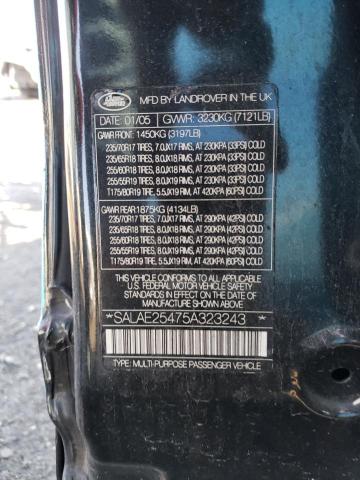 LAND ROVER
MFD BY LANDROVER IN THE UK
DATE: 01/05 GVWR: 3230KG (7121LB)
GAWR FRONT: 1450KG (3197LB)
235/70R17 TIRES, 7.0JX17 RIMS, AT 230KPA (33PSI) COLD
235/65R18 TIRES, 8.0JX18 RIMS, AT 230KPA (33PSI) COLD
255/60R18 TIRES, 8.0JX18 RIMS, AT 230KPA (33PSI) COLD
255/55R19 TIRES, 8.0JX19 RIMS, AT 230KPA (33PSI) COLD
T175/80R19 TIRE, 5.5JX19 RIM, AT 420KPA (60PSI) COLD
GAWR REAR:1875KG (4134LB)
235/70R17 TIRES, 7.0JX17 RIMS, AT 290KPA (42PSI) COLD
235/65R18 TIRES, 8.0JX18 RIMS, AT 290KPA (42PSI) COLD
255/60R18 TIRES, 8.0JX18 RIMS, AT 290KPA (42PSI) COLD
255/55R19 TIRES, 8.0JX19 RIMS, AT 290KPA (42PSI) COLD
T175/80R19 TIRE, 5.5JX19 RIM, AT 420KPA (60PSI) COLD
THIS VEHICLE CONFORMS TO ALL APPLICABLE
U.S. FEDERAL MOTOR VEHICLE SAFETY
STANDARDS IN EFFECT ON THE DATE OF
MANUFACTURE SHOWN ABOVE
*SALAE25475A323243 *
TYPE: MULTI-PURPOSE PASSENGER VEHICLE